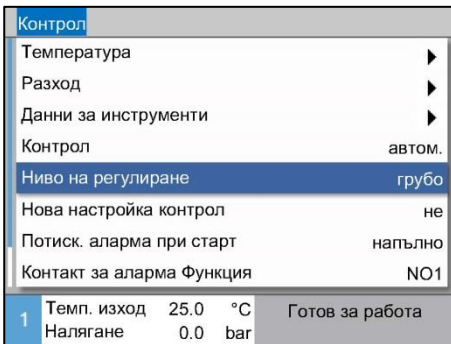 Контрол
Температура
Разход
Данни за инструменти
Контрол автом.
Ниво на регулиране грубо
Нова настройка контрол не
Потиск. аларма при старт напълно
Контакт за аларма Функция NO1
1 Темп. изход 25.0 °C Готов за работа
Налягане 0.0 bar